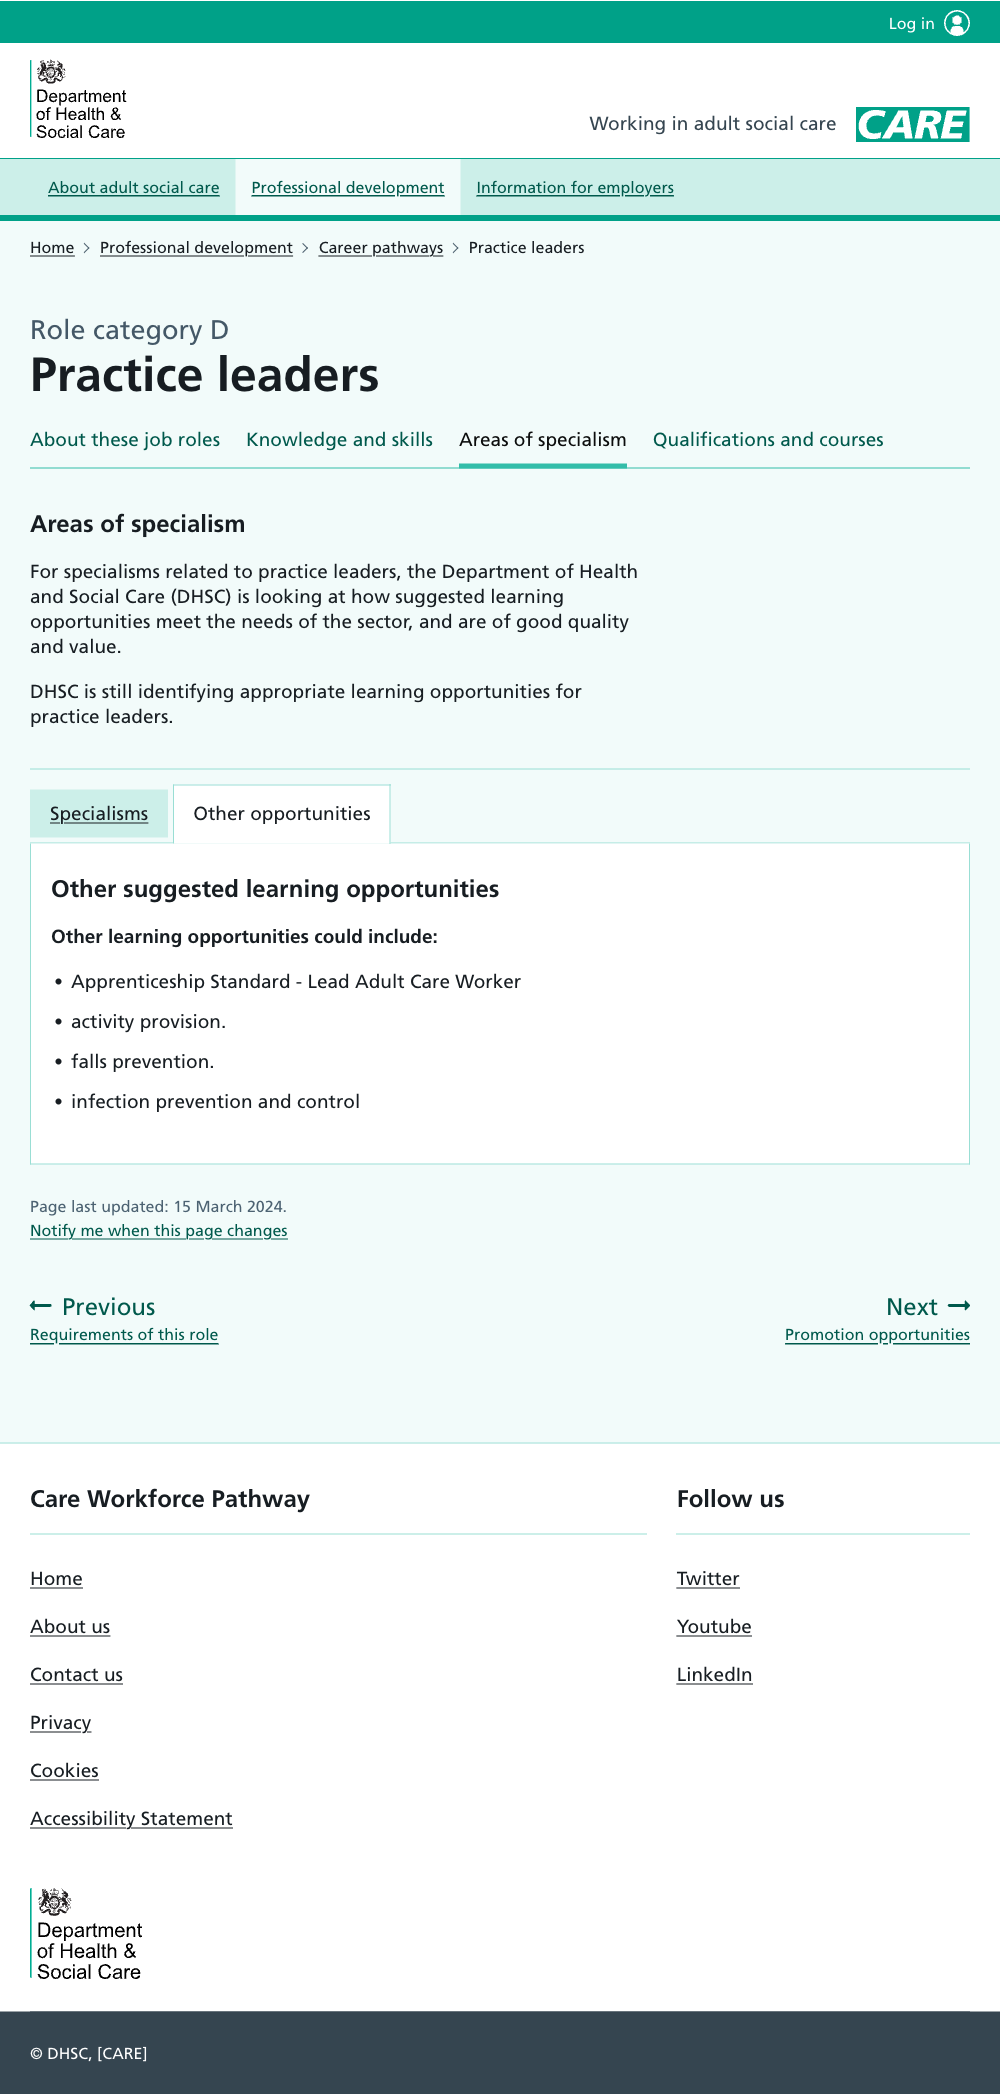 Log in
Department
of Health &
Social Care
Working in adult social care CARE
About adult social care Professional development Information for employers
Home > Professional development > Career pathways > Practice leaders
Role category D
Practice leaders
About these job roles Knowledge and skills Areas of specialism Qualifications and courses
Areas of specialism
For specialisms related to practice leaders, the Department of Health
and Social Care (DHSC) is looking at how suggested learning
opportunities meet the needs of the sector, and are of good quality
and value.
DHSC is still identifying appropriate learning opportunities for
practice leaders.
Specialisms Other opportunities
Other suggested learning opportunities
Other learning opportunities could include:
• Apprenticeship Standard - Lead Adult Care Worker
• activity provision.
• falls prevention.
• infection prevention and control
Page last updated: 15 March 2024.
Notify me when this page changes
← Previous
Requirements of this role
Next →
Promotion opportunities
Care Workforce Pathway
Home
About us
Contact us
Privacy
Cookies
Accessibility Statement
Follow us
Twitter
Youtube
LinkedIn
Department
of Health &
Social Care
© DHSC, [CARE]